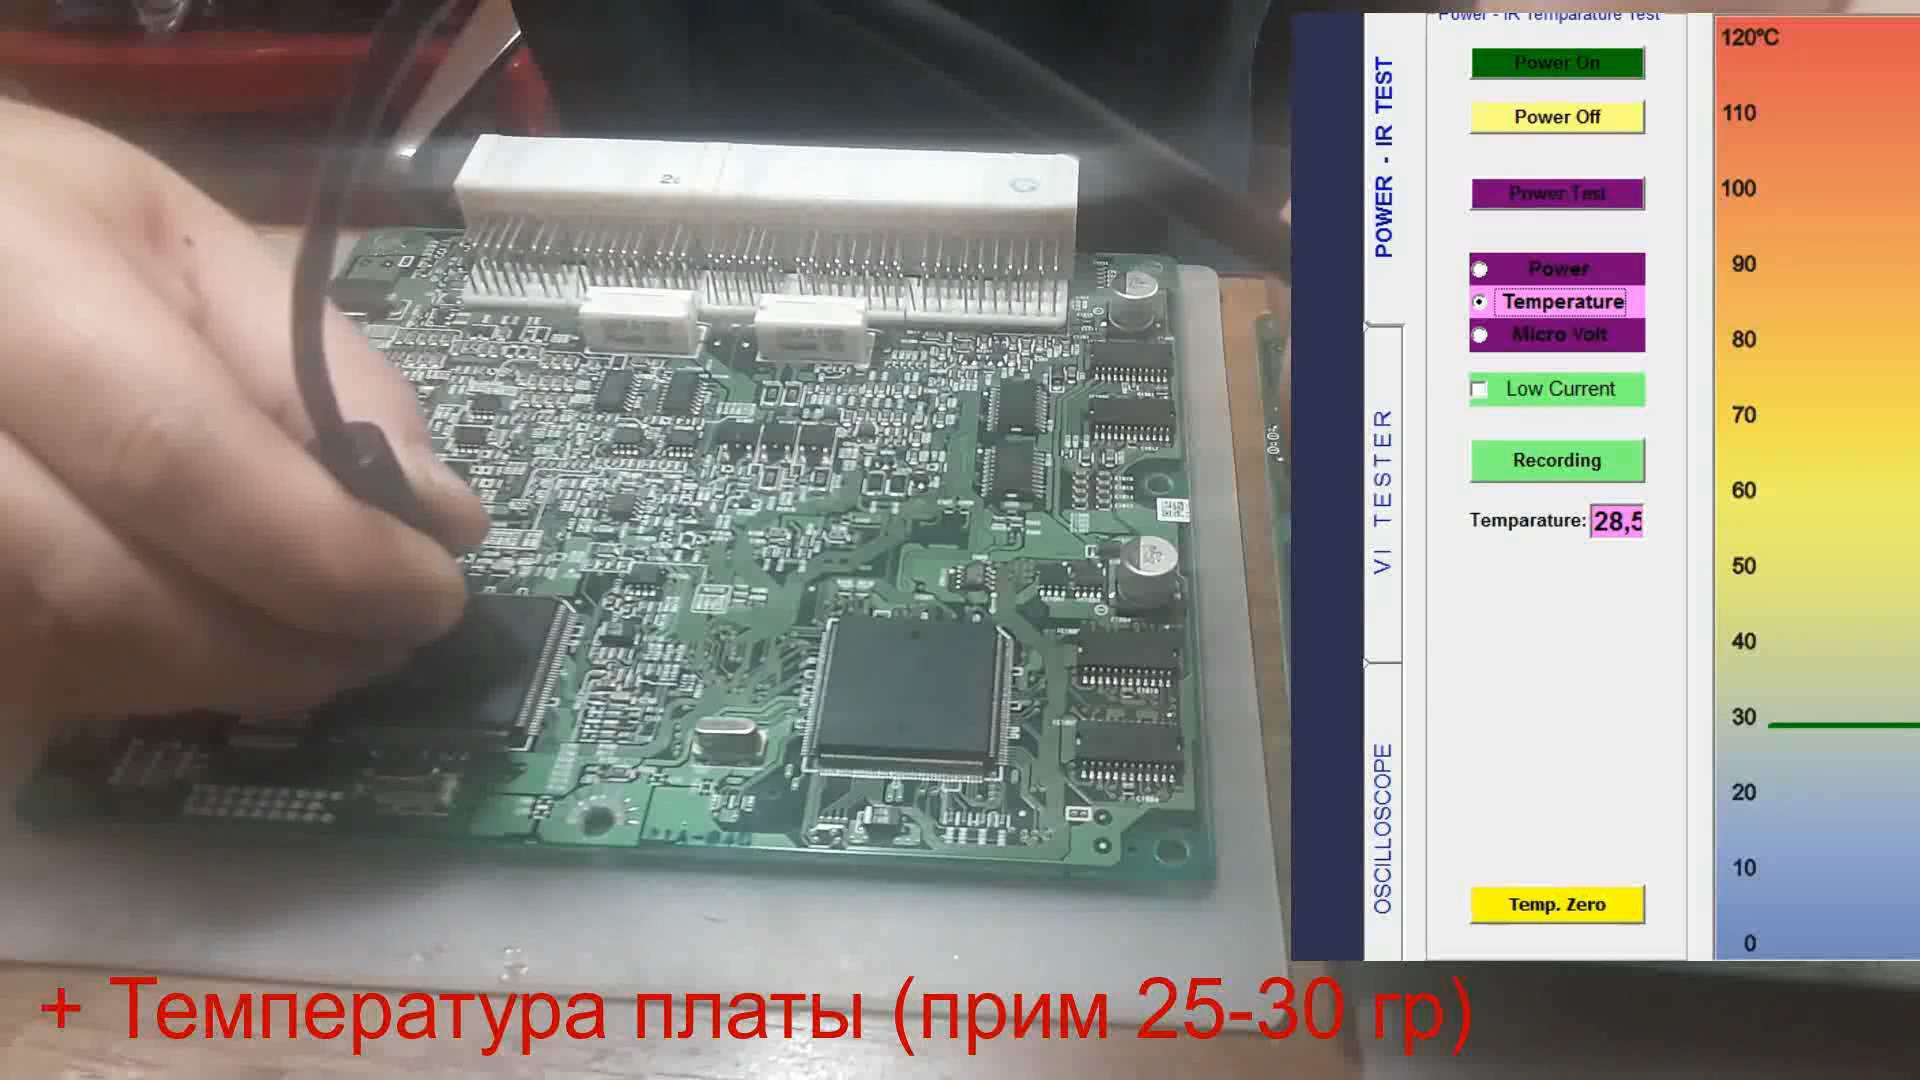 Power - IR Temparature Test
POWER - IR TEST
VI TESTER
OSCILLOSCOPE
Power On
Power Off
Power Test
Power
Temperature
Micro Volt
Low Current
Recording
Temparature: 28,5
Temp. Zero
120°C
110
100
90
80
70
60
50
40
30
20
10
0
+ Температура платы (прим 25-30 гр)